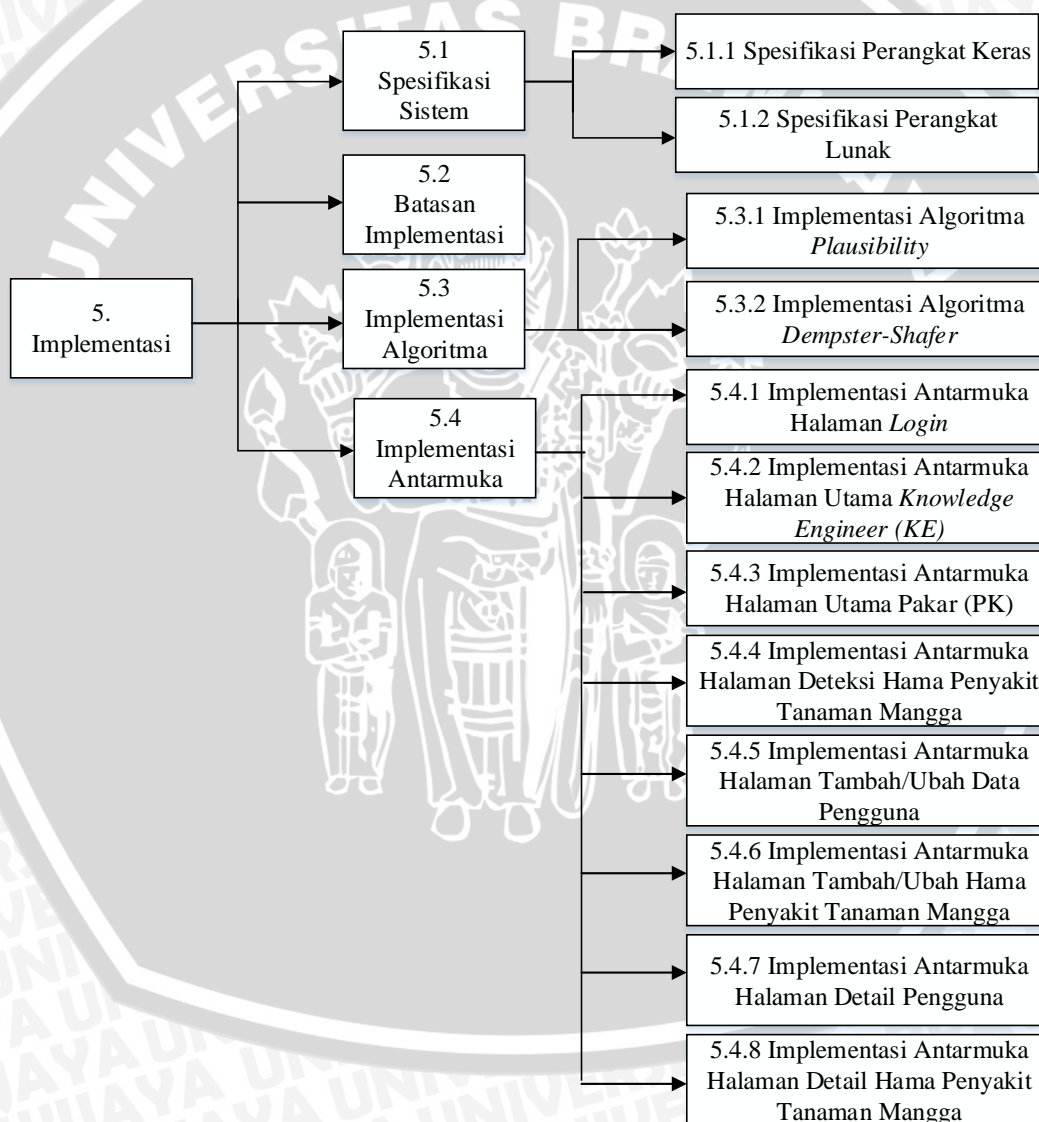 5.
Implementasi
5.1
Spesifikasi
Sistem
5.1.1 Spesifikasi Perangkat Keras
5.1.2 Spesifikasi Perangkat
Lunak
5.2
Batasan
Implementasi
5.3
Implementasi
Algoritma
5.3.1 Implementasi Algoritma
Plausibility
5.3.2 Implementasi Algoritma
Dempster-Shafer
5.4
Implementasi
Antarmuka
5.4.1 Implementasi Antarmuka
Halaman Login
5.4.2 Implementasi Antarmuka
Halaman Utama Knowledge
Engineer (KE)
5.4.3 Implementasi Antarmuka
Halaman Utama Pakar (PK)
5.4.4 Implementasi Antarmuka
Halaman Deteksi Hama Penyakit
Tanaman Mangga
5.4.5 Implementasi Antarmuka
Halaman Tambah/Ubah Data
Pengguna
5.4.6 Implementasi Antarmuka
Halaman Tambah/Ubah Hama
Penyakit Tanaman Mangga
5.4.7 Implementasi Antarmuka
Halaman Detail Pengguna
5.4.8 Implementasi Antarmuka
Halaman Detail Hama Penyakit
Tanaman Mangga